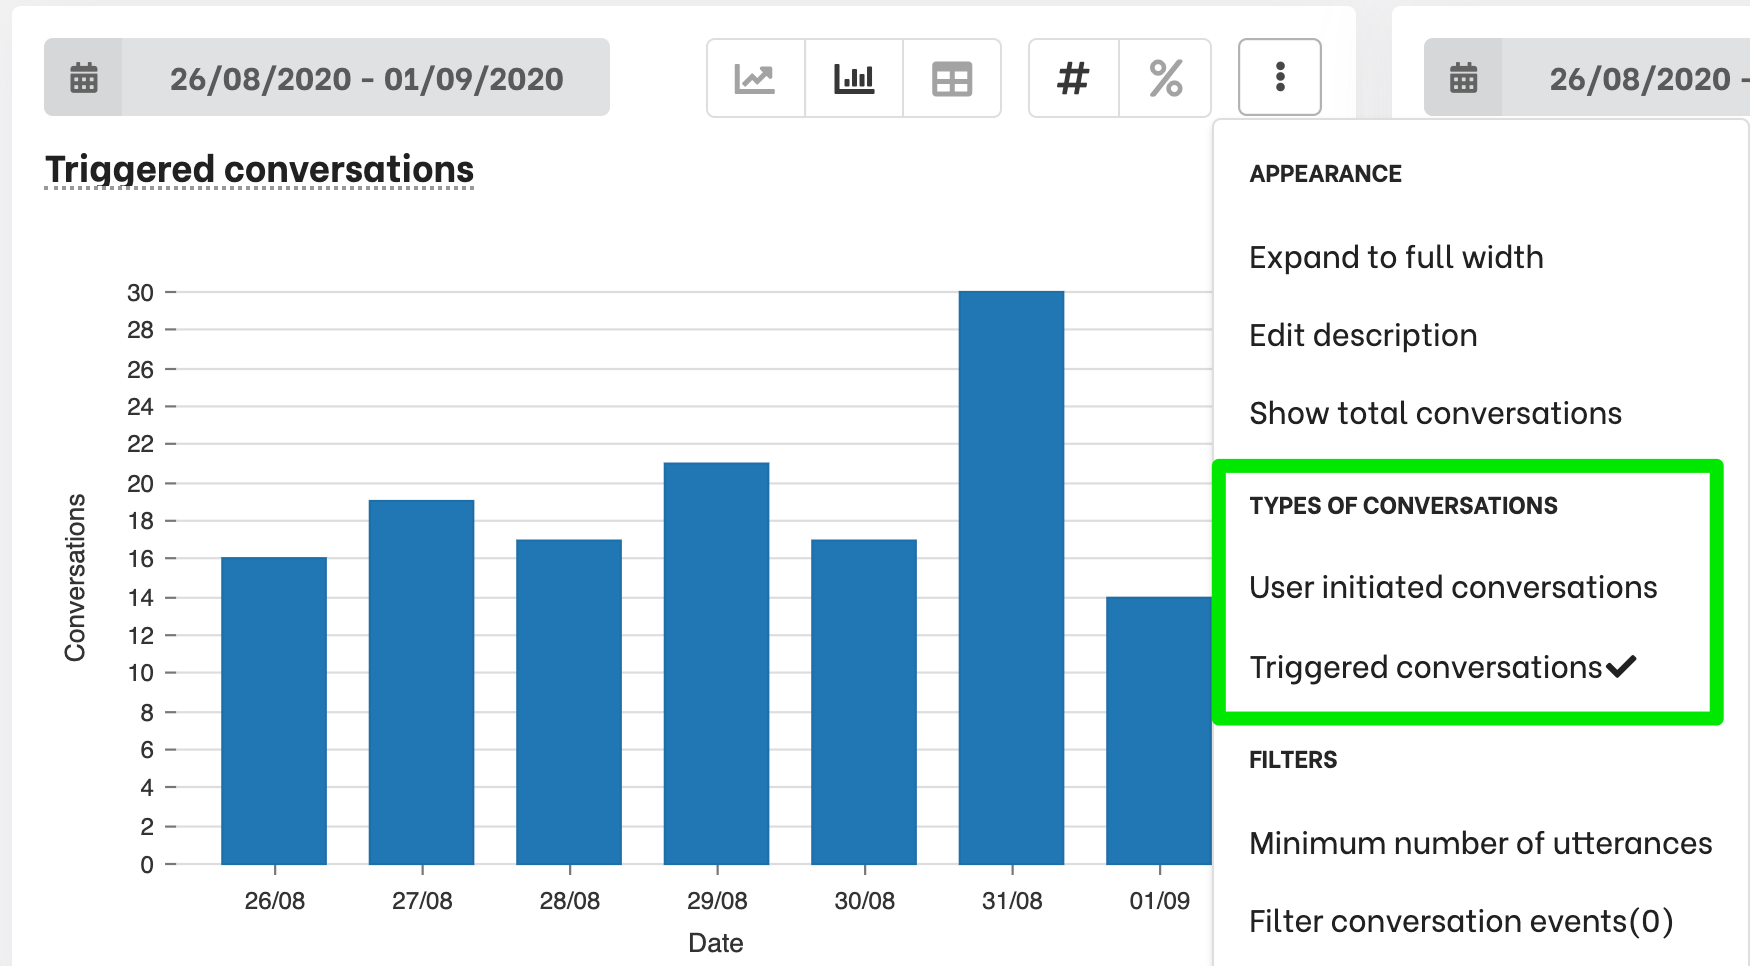 26/08/2020 - 01/09/2020
#
%
26/08/2020 -
Triggered conversations
30
28
26
24
22
20
18
16
14
12
10
8
6
4
2
0
Conversations
26/08
27/08
28/08
29/08
30/08
31/08
01/09
Date
APPEARANCE
Expand to full width
Edit description
Show total conversations
TYPES OF CONVERSATIONS
User initiated conversations
Triggered conversations
FILTERS
Minimum number of utterances
Filter conversation events(0)